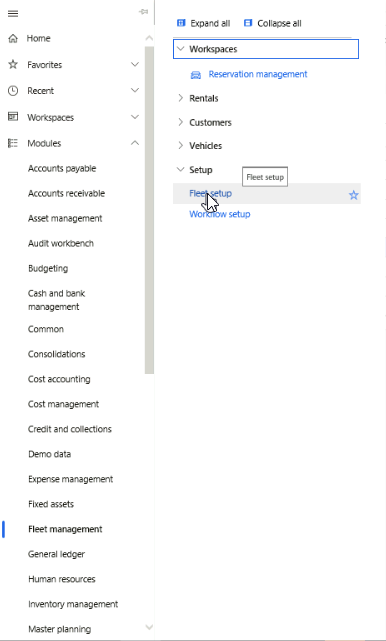 Home
Favorites
Recent
Workspaces
Modules
Accounts payable
Accounts receivable
Asset management
Audit workbench
Budgeting
Cash and bank
management
Common
Consolidations
Cost accounting
Cost management
Credit and collections
Demo data
Expense management
Fixed assets
Fleet management
General ledger
Human resources
Inventory management
Master planning
Expand all
Collapse all
Workspaces
Reservation management
Rentals
Customers
Vehicles
Setup
Fleet setup
Fleet setup
Workflow setup